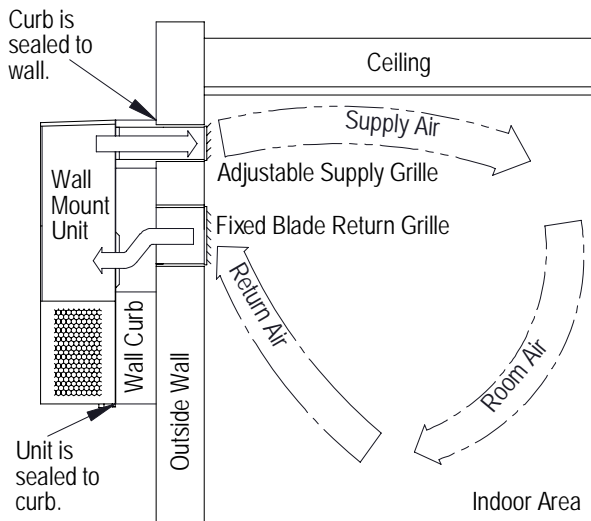 Curb is
sealed to
wall.
Ceiling
Supply Air
Adjustable Supply Grille
Wall
Mount
Unit
Fixed Blade Return Grille
Return Air
Room Air
Wall Curb
Outside Wall
Unit is
sealed to
curb.
Indoor Area